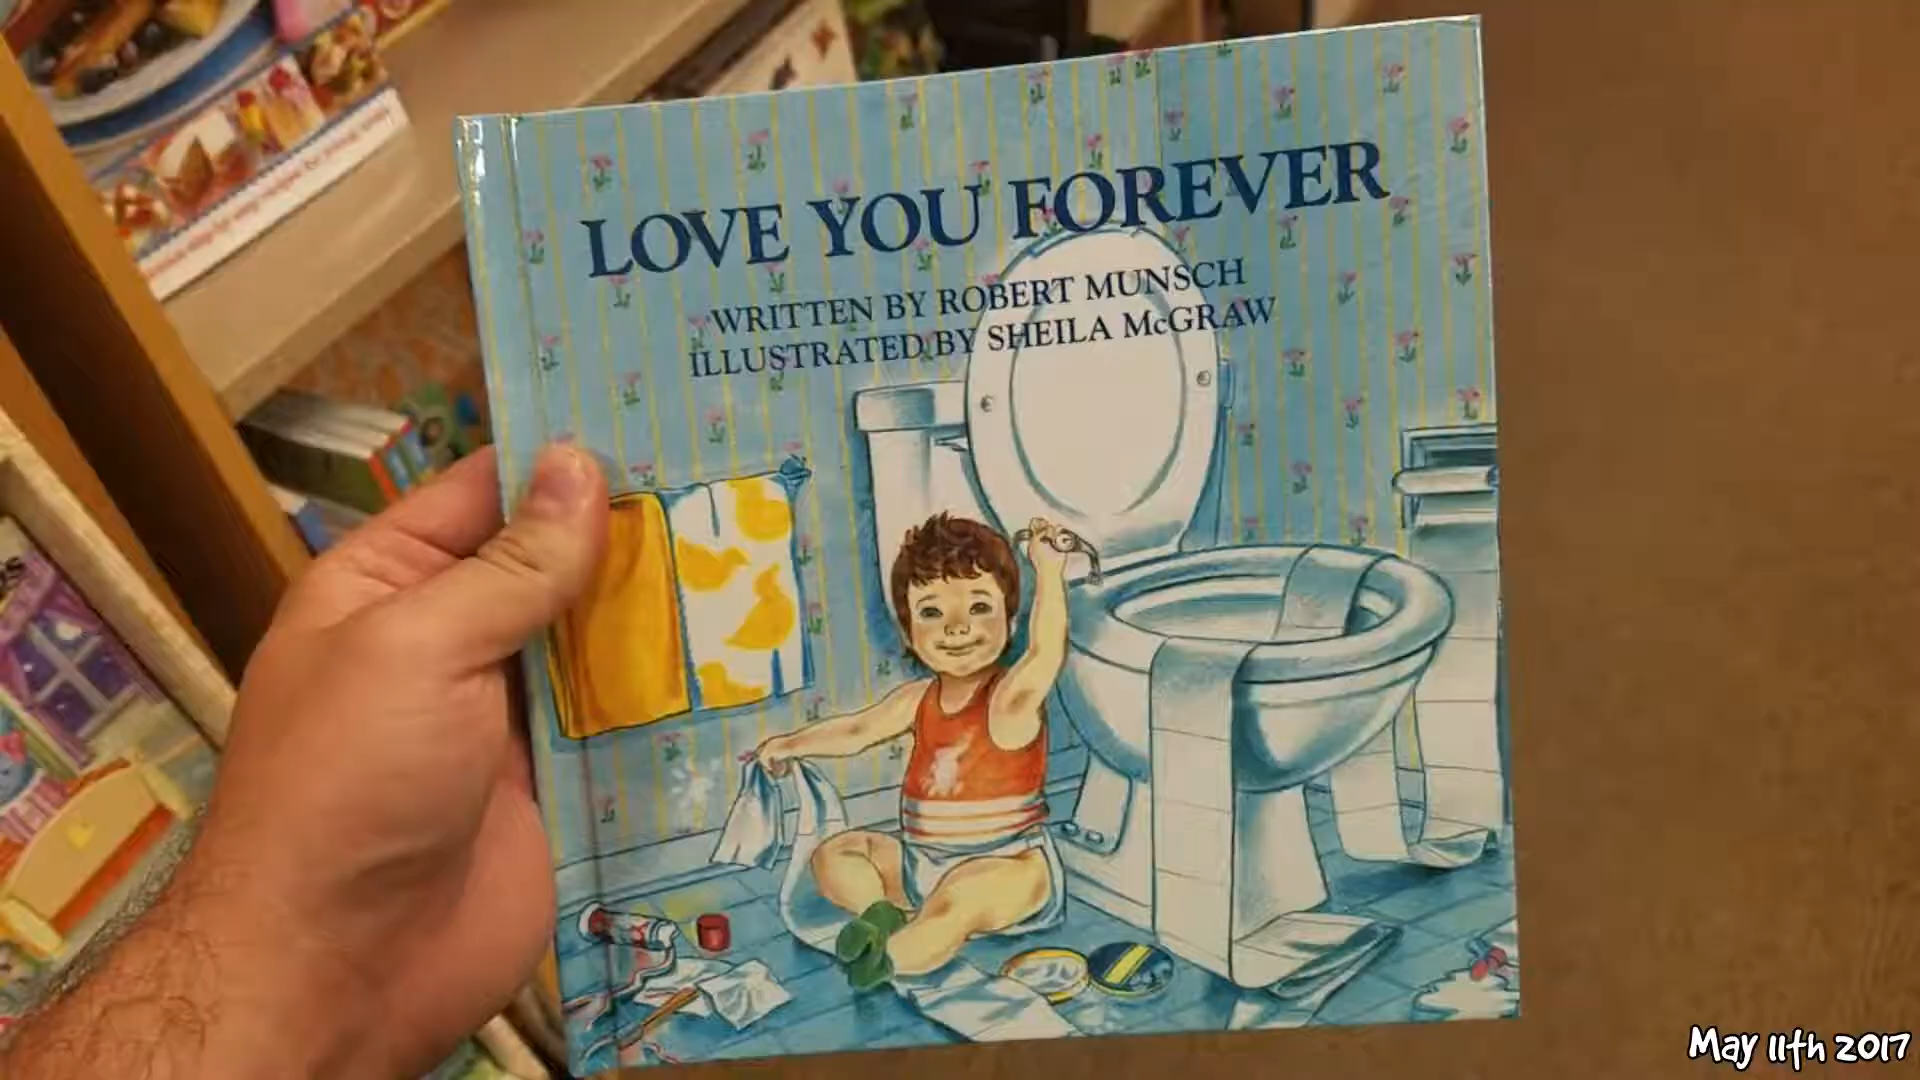 LOVE YOU FOREVER
WRITTEN BY ROBERT MUNSCH
ILLUSTRATED BY SHEILA McGRAW
May 11th 2017